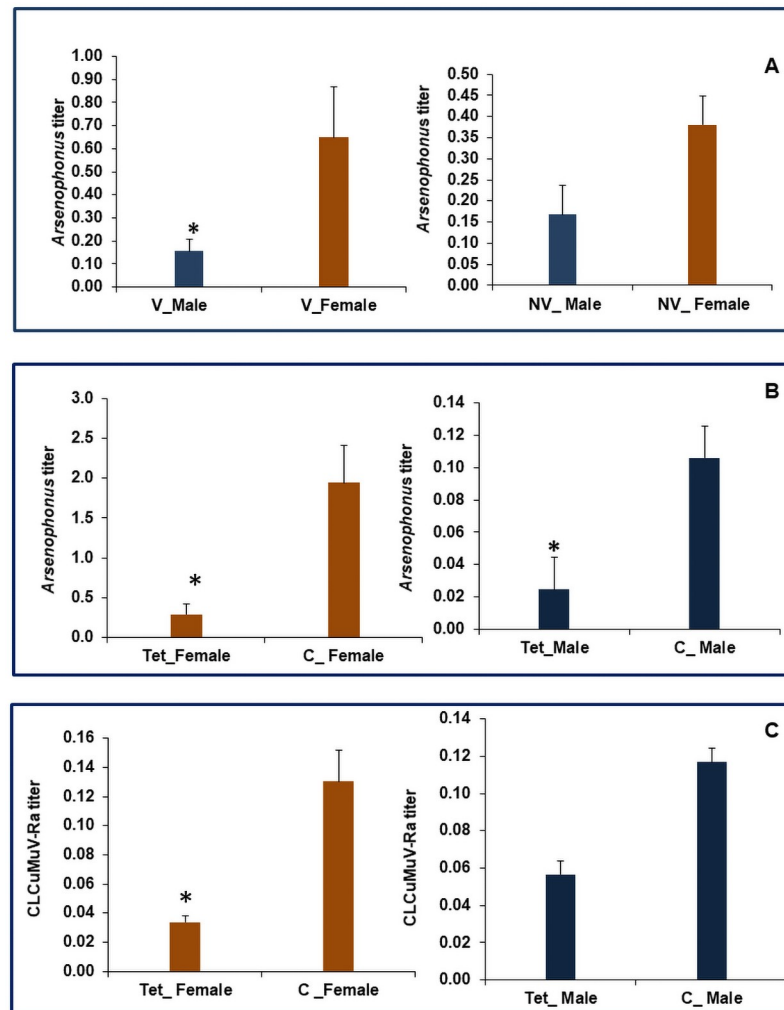 A
Arsenophonus titer
1.00
0.90
0.80
0.70
0.60
0.50
0.40
0.30
0.20
0.10
0.00
*
V_Male
V_Female
Arsenophonus titer
0.50
0.45
0.40
0.35
0.30
0.25
0.20
0.15
0.10
0.05
0.00
NV_ Male
NV_ Female
B
Arsenophonus titer
3.0
2.5
2.0
1.5
1.0
0.5
0.0
*
Tet_Female
C_ Female
Arsenophonus titer
0.14
0.12
0.10
0.08
0.06
0.04
0.02
0.00
*
Tet_Male
C_ Male
C
CLCuMuV-Ra titer
0.16
0.14
0.12
0.10
0.08
0.06
0.04
0.02
0.00
*
Tet_ Female
C _Female
CLCuMuV-Ra titer
0.14
0.12
0.10
0.08
0.06
0.04
0.02
0.00
Tet_ Male
C_ Male